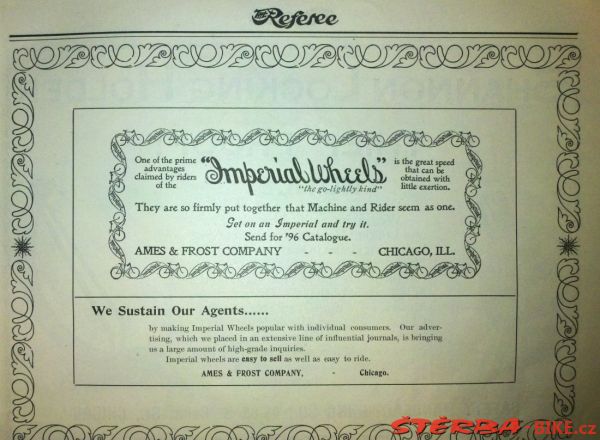 The Referee
One of the prime
advantages
claimed by riders
of the
"Imperial Wheels"
"the go-lightly kind"
is the great speed
that can be
obtained with
little exertion.
They are so firmly put together that Machine and Rider seem as one.
Get on an Imperial and try it.
Send for '96 Catalogue.
AMES & FROST COMPANY - - - CHICAGO, ILL.
We Sustain Our Agents......
by making Imperial Wheels popular with individual consumers. Our adver-
tising, which we placed in an extensive line of influential journals, is bringing
us a large amount of high-grade inquiries.
Imperial wheels are easy to sell as well as easy to ride.
AMES & FROST COMPANY, - Chicago.
ŠTĚRBA-BIKE.cz